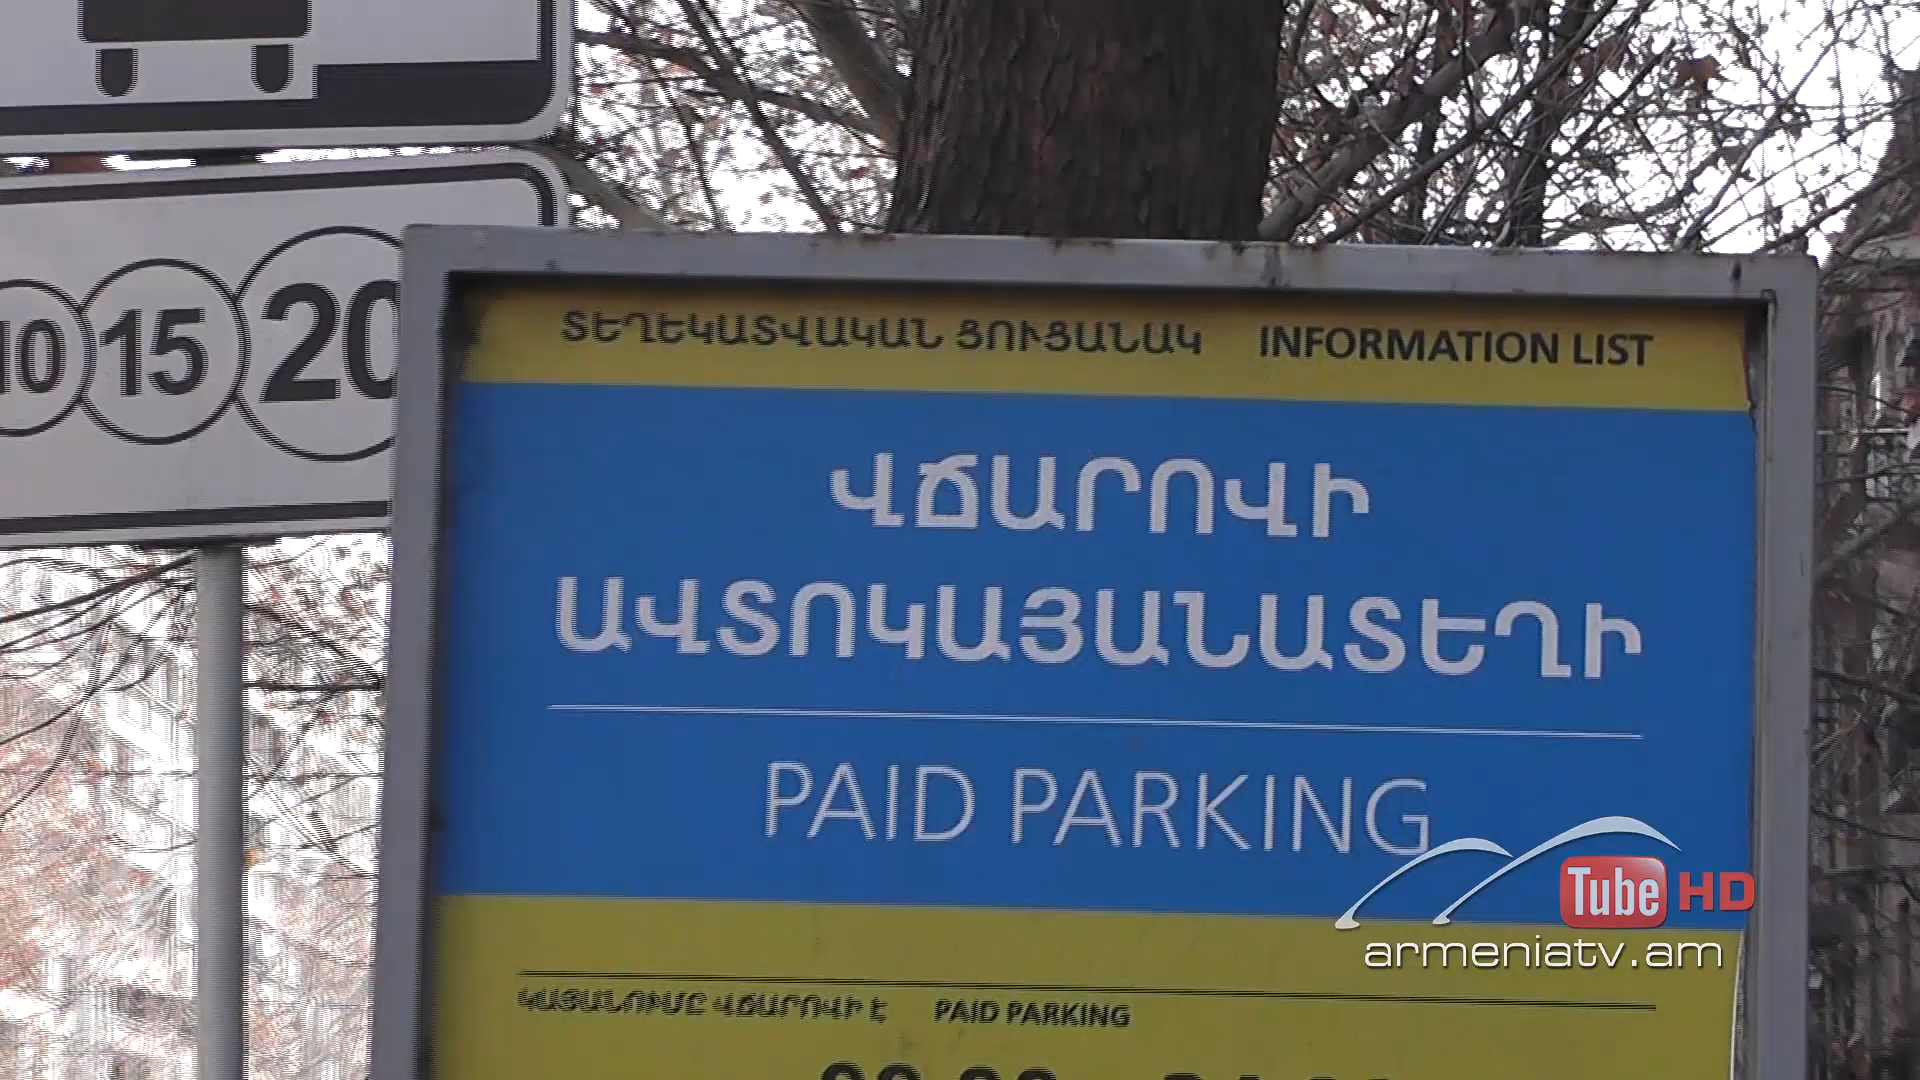 10 15 20
ՏԵՂԵԿԱՏՎԱԿԱՆ ՑՈՒՑԱՆԱԿ INFORMATION LIST
ՎՃԱՐՈՎԻ
ԱՎՏՈԿԱՅԱՆԱՏԵՂԻ
PAID PARKING
Tube HD
armeniatv.am
ԿԱՅԱՆՈՒՄԸ ՎՃԱՐՈՎԻ Է PAID PARKING